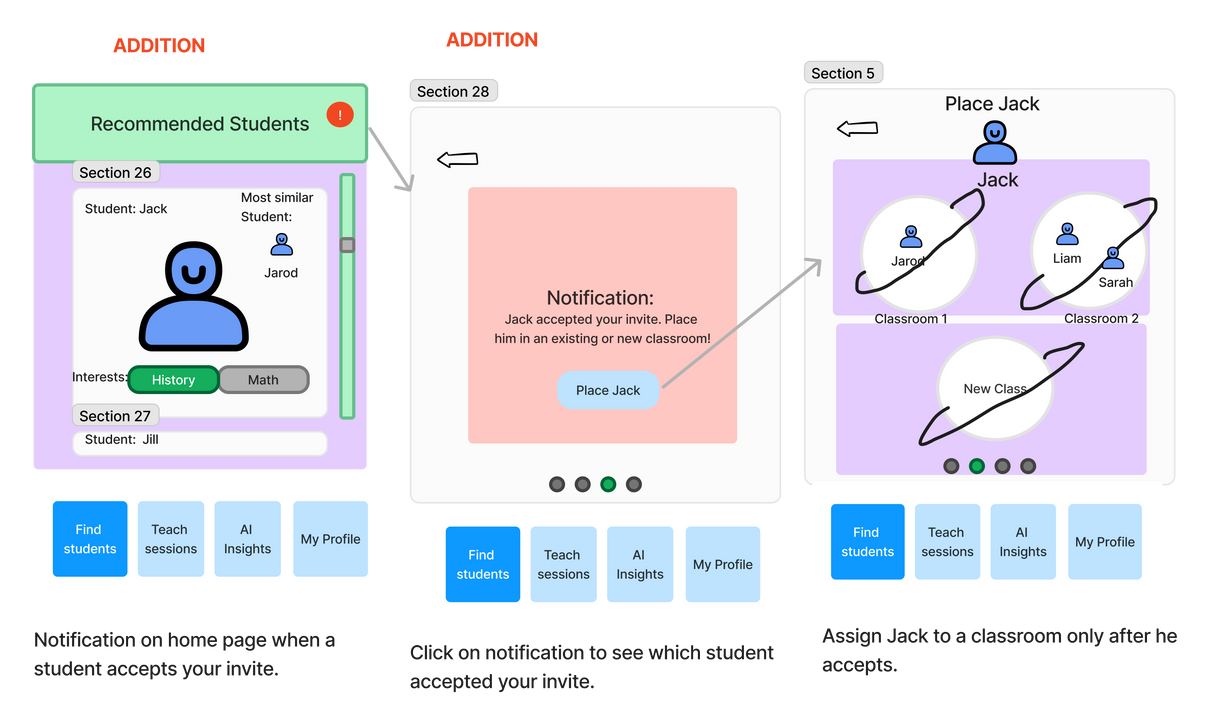 ADDITION
Recommended Students
!
Section 26
Student: Jack
Most similar
Student:
Jarod
Interests:
History
Math
Section 27
Student: Jill
Find
students
Teach
sessions
AI
Insights
My Profile
Notification on home page when a
student accepts your invite.
ADDITION
Section 28
Notification:
Jack accepted your invite. Place
him in an existing or new classroom!
Place Jack
Find
students
Teach
sessions
AI
Insights
My Profile
Click on notification to see which student
accepted your invite.
Section 5
Place Jack
Jack
Jarod
Liam
Sarah
Classroom 1
Classroom 2
New Class
Find
students
Teach
sessions
AI
Insights
My Profile
Assign Jack to a classroom only after he
accepts.